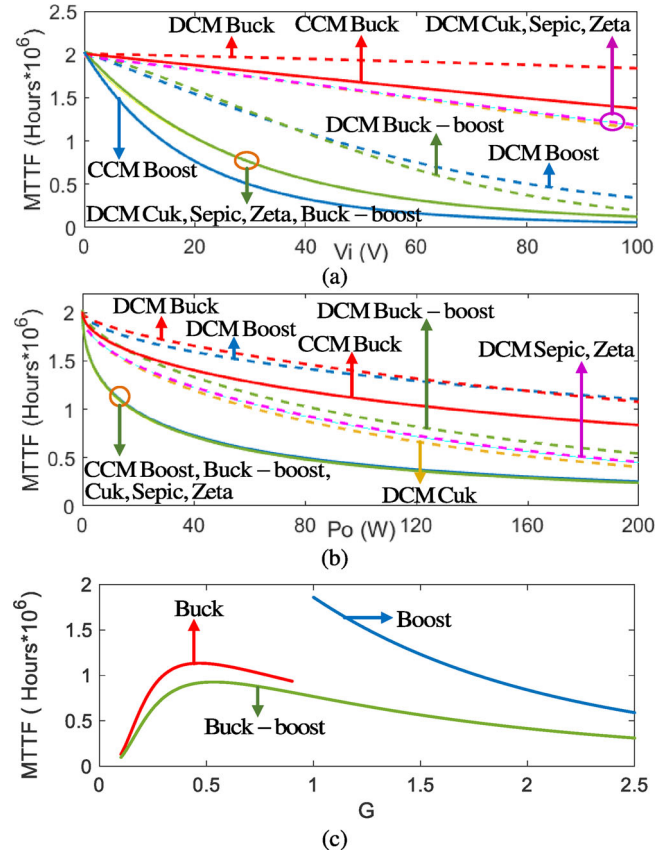 DCM Buck
CCM Buck
DCM Cuk, Sepic, Zeta
DCM Buck – boost
DCM Boost
CCM Boost
DCM Cuk, Sepic, Zeta, Buck – boost
MTTF (Hours*10^6)
2
1.5
1
0.5
0
0 20 40 60 80 100
Vi (V)
(a)
DCM Buck
DCM Boost
CCM Buck
DCM Buck – boost
DCM Sepic, Zeta
CCM Boost, Buck – boost,
Cuk, Sepic, Zeta
DCM Cuk
MTTF (Hours*10^6)
2
1.5
1
0.5
0
0 40 80 120 160 200
Po (W)
(b)
Buck
Boost
Buck – boost
MTTF ( Hours*10^6)
2
1.5
1
0.5
0
0 0.5 1 1.5 2 2.5
G
(c)